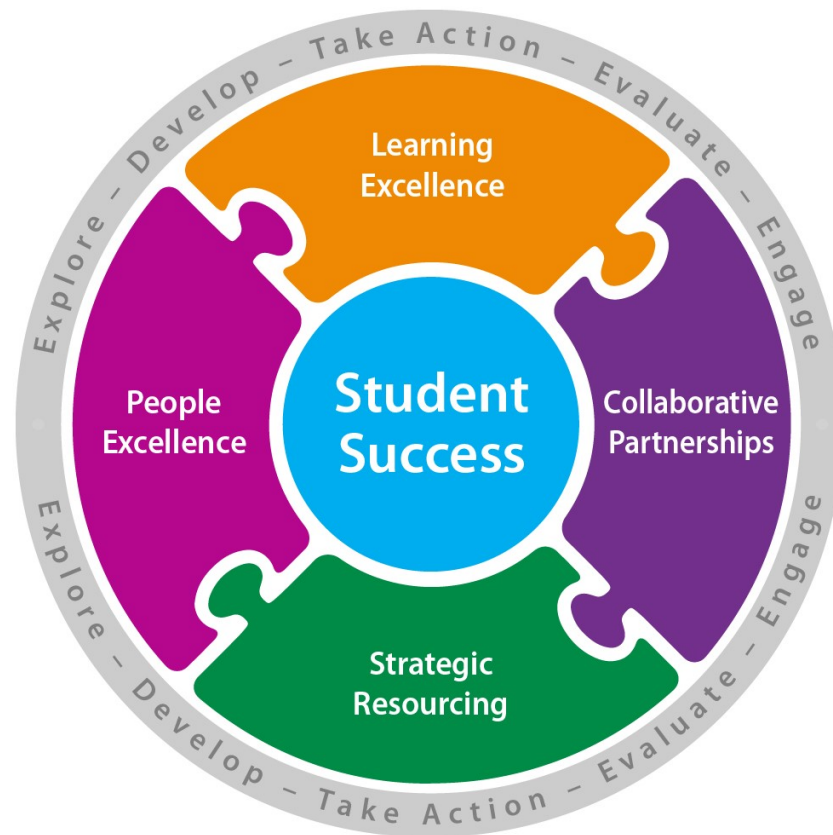 Explore – Develop – Take Action – Evaluate – Engage
Learning
Excellence
People
Excellence
Student
Success
Collaborative
Partnerships
Strategic
Resourcing
Explore – Develop – Take Action – Evaluate – Engage